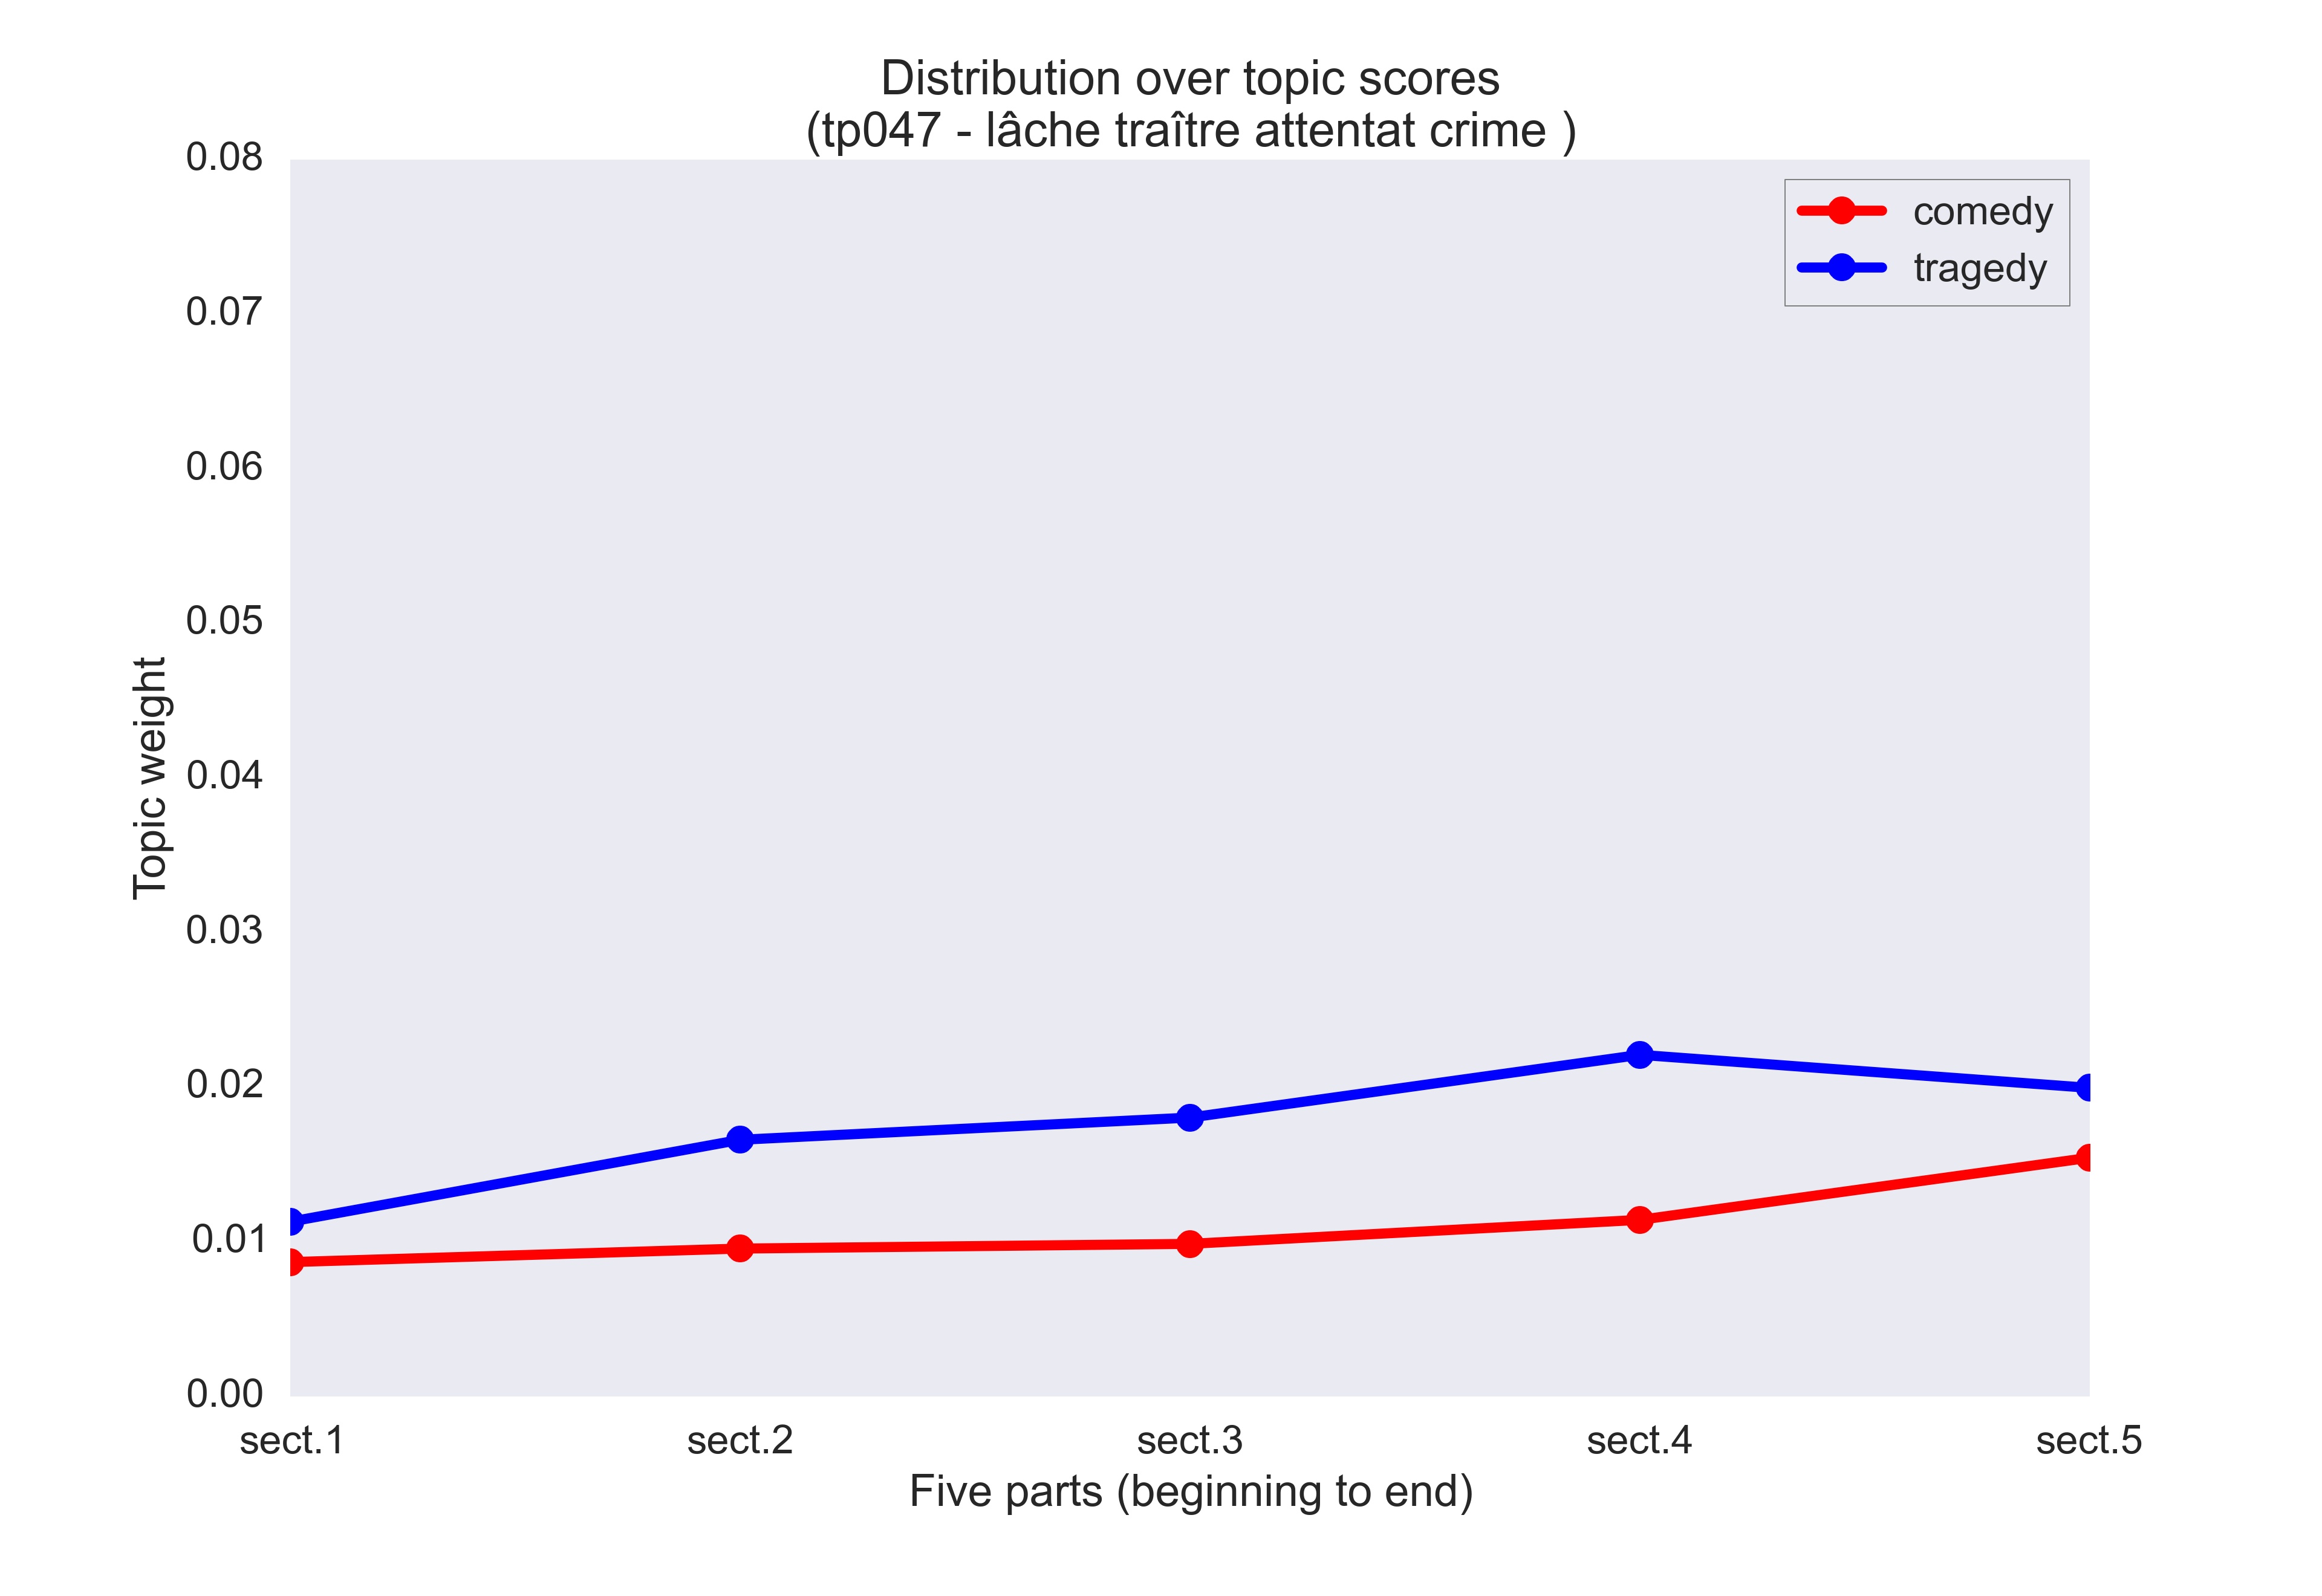 Distribution over topic scores
(tp047 - lâche traître attentat crime )
0.08
0.07
0.06
0.05
0.04
0.03
0.02
0.01
0.00
Topic weight
comedy
tragedy
sect.1 sect.2 sect.3 sect.4 sect.5
Five parts (beginning to end)